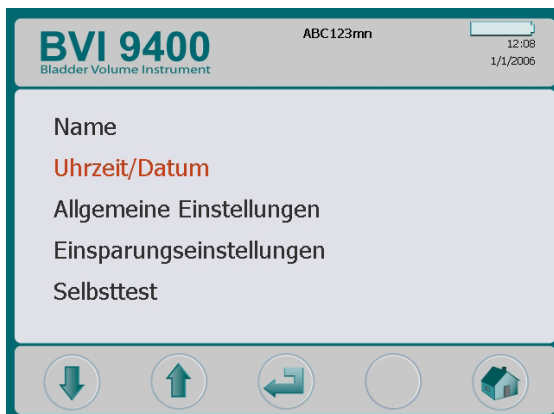 BVI 9400
Bladder Volume Instrument
ABC123mn
12:08
1/1/2006
Name
Uhrzeit/Datum
Allgemeine Einstellungen
Einsparungseinstellungen
Selbsttest